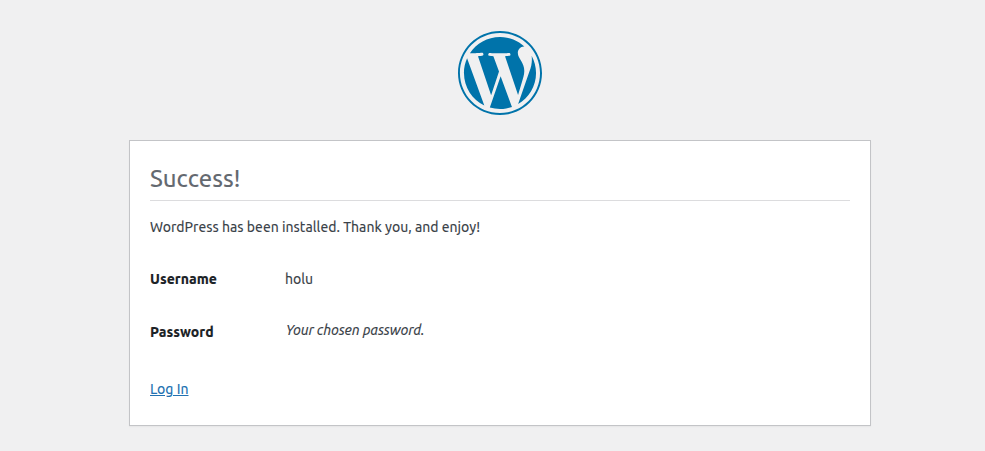 Success!
WordPress has been installed. Thank you, and enjoy!
Username holu
Password Your chosen password.
Log In